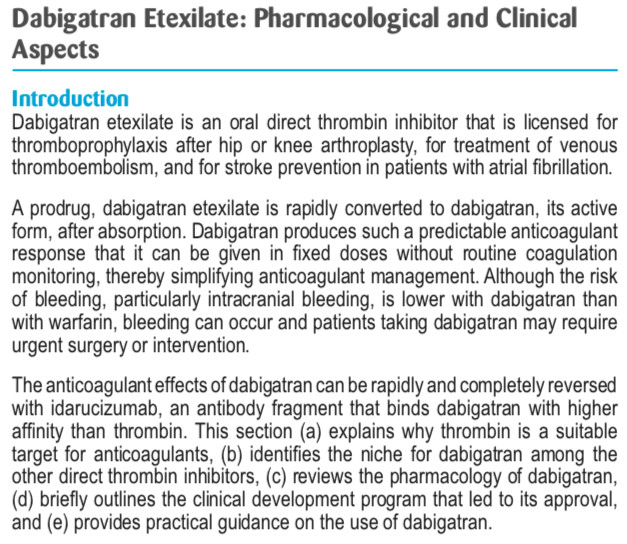 Dabigatran Etexilate: Pharmacological and Clinical
Aspects
Introduction
Dabigatran etexilate is an oral direct thrombin inhibitor that is licensed for
thromboprophylaxis after hip or knee arthroplasty, for treatment of venous
thromboembolism, and for stroke prevention in patients with atrial fibrillation.
A prodrug, dabigatran etexilate is rapidly converted to dabigatran, its active
form, after absorption. Dabigatran produces such a predictable anticoagulant
response that it can be given in fixed doses without routine coagulation
monitoring, thereby simplifying anticoagulant management. Although the risk
of bleeding, particularly intracranial bleeding, is lower with dabigatran than
with warfarin, bleeding can occur and patients taking dabigatran may require
urgent surgery or intervention.
The anticoagulant effects of dabigatran can be rapidly and completely reversed
with idarucizumab, an antibody fragment that binds dabigatran with higher
affinity than thrombin. This section (a) explains why thrombin is a suitable
target for anticoagulants, (b) identifies the niche for dabigatran among the
other direct thrombin inhibitors, (c) reviews the pharmacology of dabigatran,
(d) briefly outlines the clinical development program that led to its approval,
and (e) provides practical guidance on the use of dabigatran.